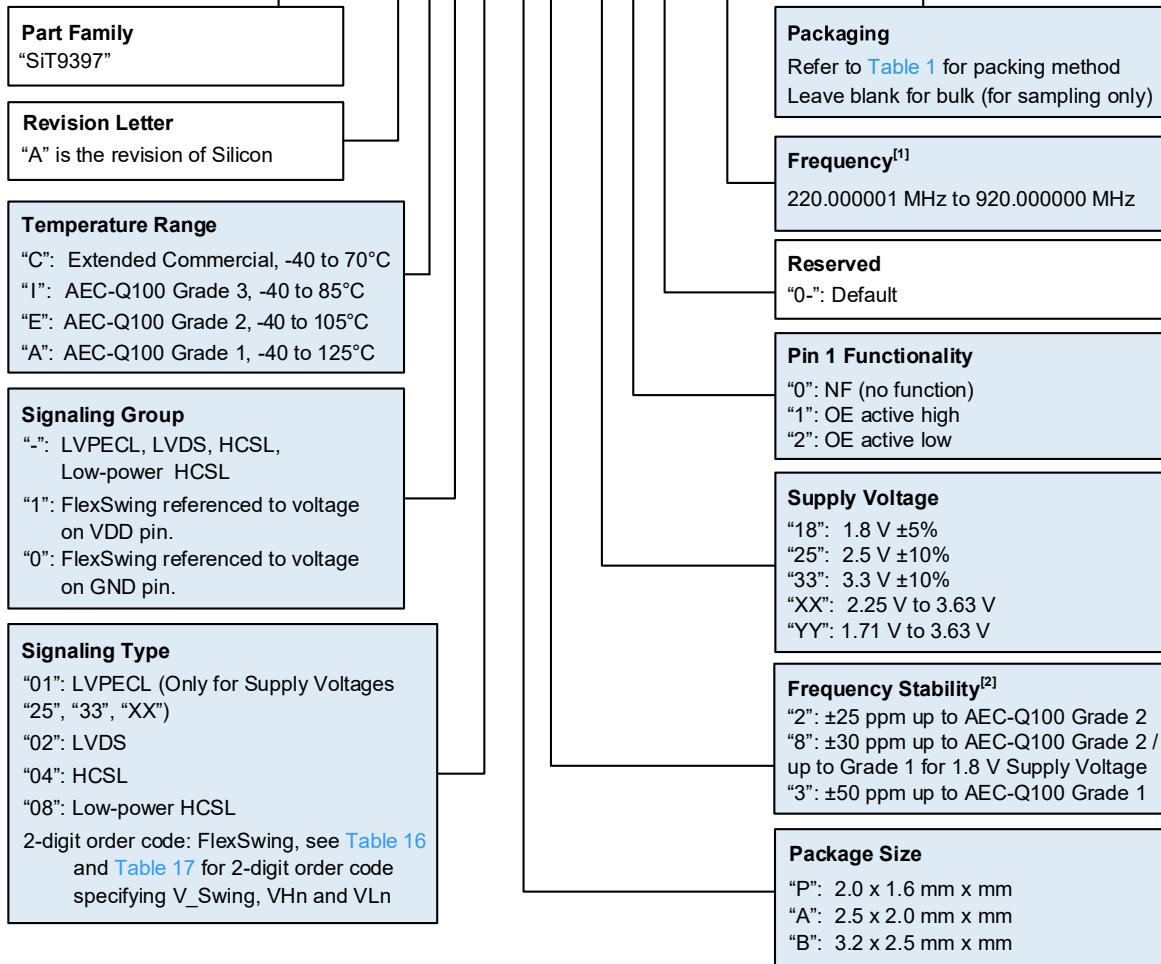 Part Family
“SiT9397”
Revision Letter
“A” is the revision of Silicon
Temperature Range
“C”: Extended Commercial, -40 to 70°C
“I”: AEC-Q100 Grade 3, -40 to 85°C
“E”: AEC-Q100 Grade 2, -40 to 105°C
“A”: AEC-Q100 Grade 1, -40 to 125°C
Signaling Group
“-”: LVPECL, LVDS, HCSL,
Low-power HCSL
“1”: FlexSwing referenced to voltage
on VDD pin.
“0”: FlexSwing referenced to voltage
on GND pin.
Signaling Type
“01”: LVPECL (Only for Supply Voltages
“25”, “33”, “XX”)
“02”: LVDS
“04”: HCSL
“08”: Low-power HCSL
2-digit order code: FlexSwing, see Table 16
and Table 17 for 2-digit order code
specifying V_Swing, VHn and VLn
Packaging
Refer to Table 1 for packing method
Leave blank for bulk (for sampling only)
Frequency[1]
220.000001 MHz to 920.000000 MHz
Reserved
“0-”: Default
Pin 1 Functionality
“0”: NF (no function)
“1”: OE active high
“2”: OE active low
Supply Voltage
“18”: 1.8 V ±5%
“25”: 2.5 V ±10%
“33”: 3.3 V ±10%
“XX”: 2.25 V to 3.63 V
“YY”: 1.71 V to 3.63 V
Frequency Stability[2]
“2”: ±25 ppm up to AEC-Q100 Grade 2
“8”: ±30 ppm up to AEC-Q100 Grade 2 /
up to Grade 1 for 1.8 V Supply Voltage
“3”: ±50 ppm up to AEC-Q100 Grade 1
Package Size
“P”: 2.0 x 1.6 mm x mm
“A”: 2.5 x 2.0 mm x mm
“B”: 3.2 x 2.5 mm x mm